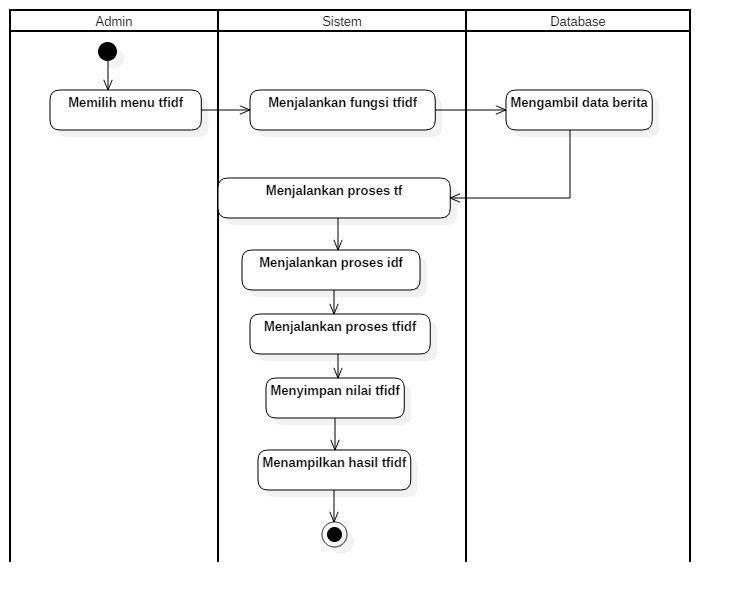 Admin
Sistem
Database
Memilih menu tfidf
Menjalankan fungsi tfidf
Mengambil data berita
Menjalankan proses tf
Menjalankan proses idf
Menjalankan proses tfidf
Menyimpan nilai tfidf
Menampilkan hasil tfidf